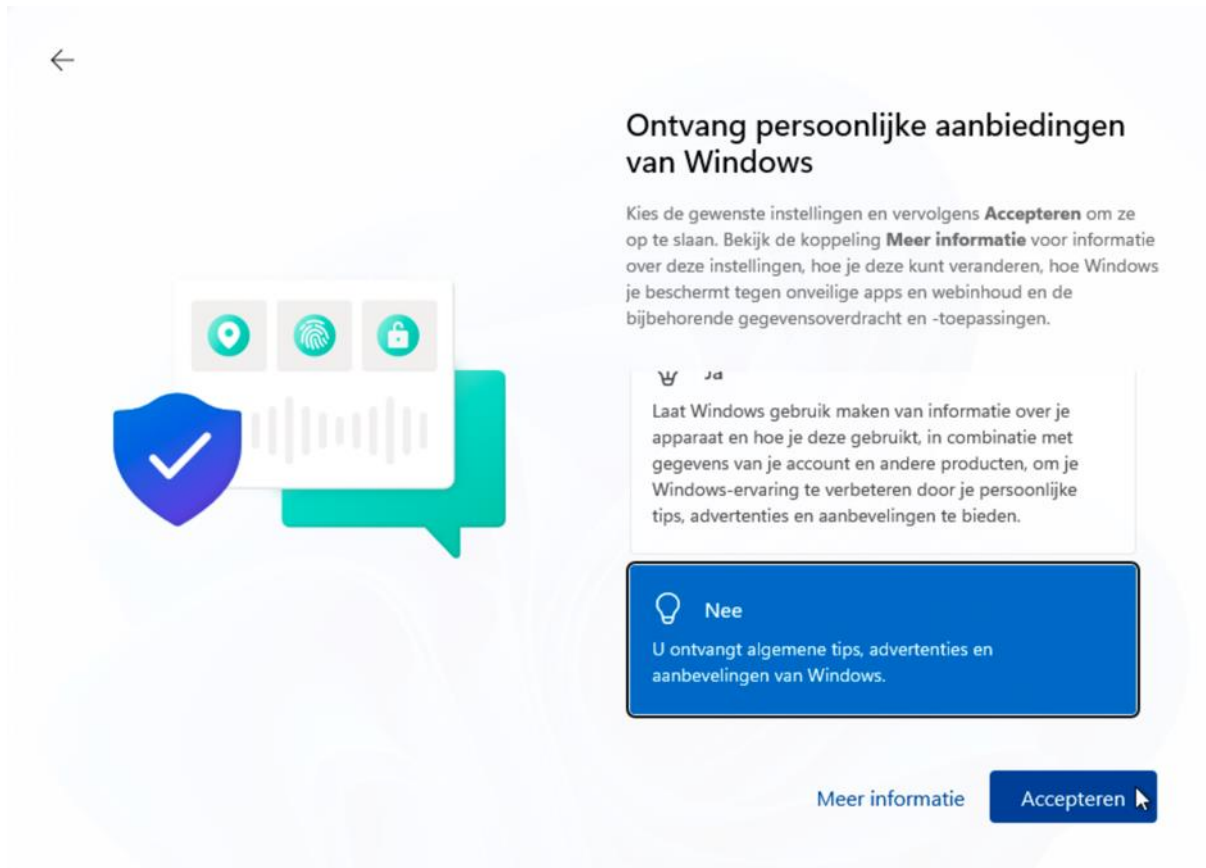 Ontvang persoonlijke aanbiedingen
van Windows
Kies de gewenste instellingen en vervolgens Accepteren om ze
op te slaan. Bekijk de koppeling Meer informatie voor informatie
over deze instellingen, hoe je deze kunt veranderen, hoe Windows
je beschermt tegen onveilige apps en webinhoud en de
bijbehorende gegevensoverdracht en -toepassingen.
Ja
Laat Windows gebruik maken van informatie over je
apparaat en hoe je deze gebruikt, in combinatie met
gegevens van je account en andere producten, om je
Windows-ervaring te verbeteren door je persoonlijke
tips, advertenties en aanbevelingen te bieden.
Nee
U ontvangt algemene tips, advertenties en
aanbevelingen van Windows.
Meer informatie
Accepteren